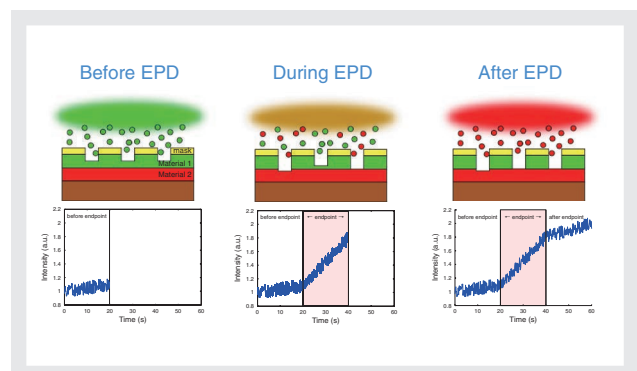 Before EPD
During EPD
After EPD
mask
Material 1
Material 2
2.2
2
1.8
1.6
1.4
1.2
1
0.8
Intensity (a.u.)
before endpoint
0 10 20 30 40 50 60
Time (s)
2.2
2
1.8
1.6
1.4
1.2
1
0.8
Intensity (a.u.)
before endpoint
← endpoint →
0 10 20 30 40 50 60
Time (s)
2.2
2
1.8
1.6
1.4
1.2
1
0.8
Intensity (a.u.)
before endpoint
← endpoint →
after endpoint
0 10 20 30 40 50 60
Time (s)